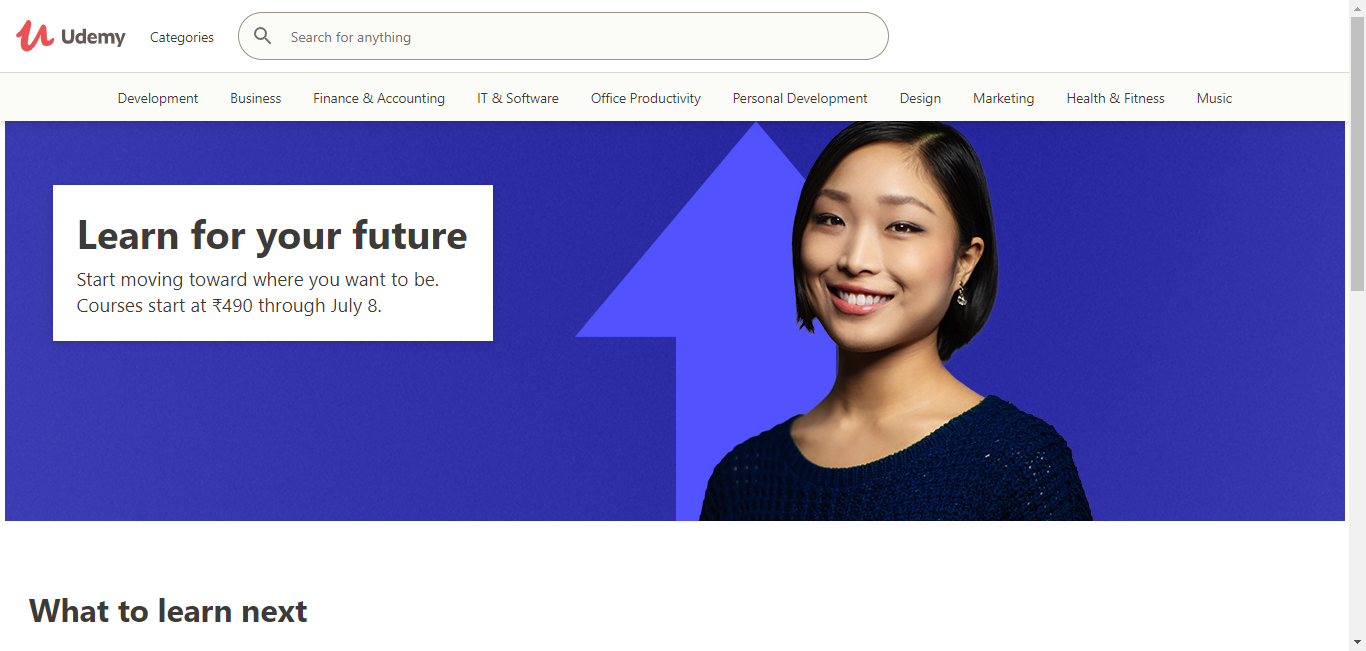 Udemy
Categories
Search for anything
Development Business Finance & Accounting IT & Software Office Productivity Personal Development Design Marketing Health & Fitness Music
Learn for your future
Start moving toward where you want to be.
Courses start at ₹490 through July 8.
What to learn next